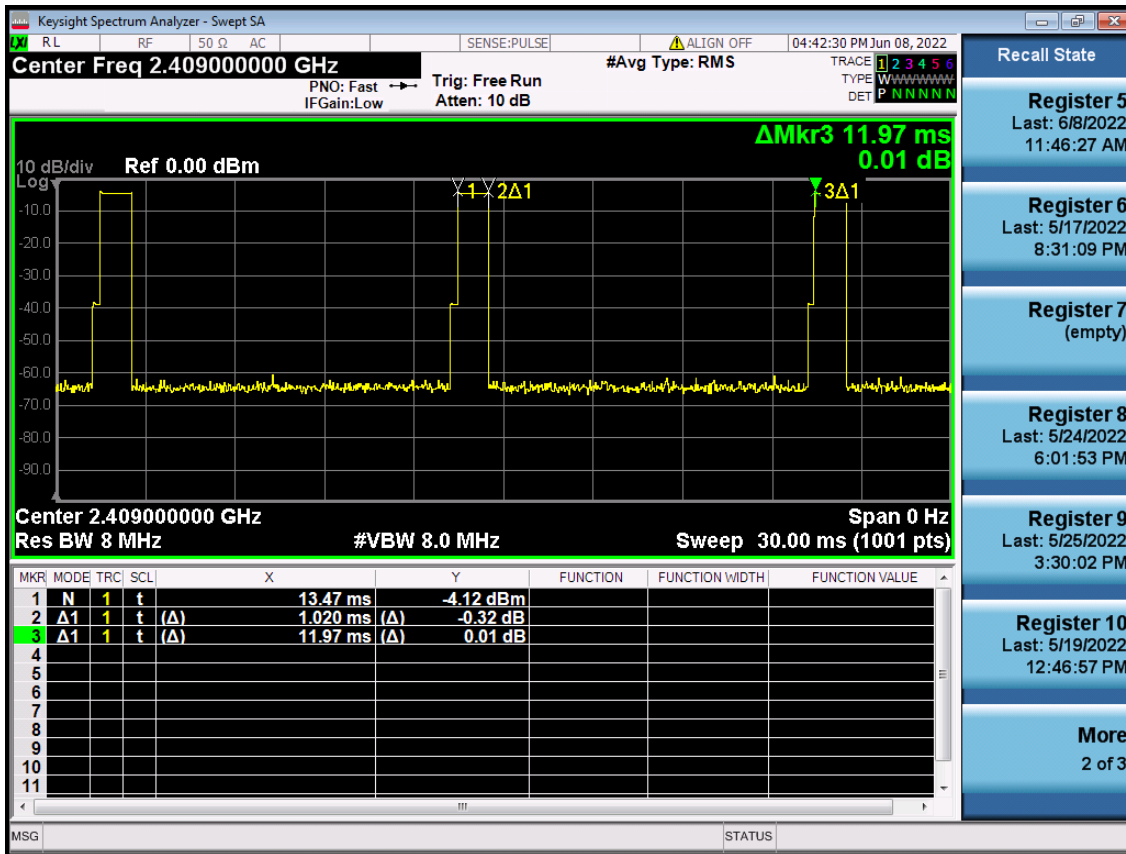 Keysight Spectrum Analyzer - Swept SA
LXI RL RF 50 Ω AC SENSE:PULSE ALIGN OFF 04:42:30 PM Jun 08, 2022
Center Freq 2.409000000 GHz
PNO: Fast
IFGain:Low
Trig: Free Run
Atten: 10 dB
#Avg Type: RMS
TRACE 1 2 3 4 5 6
TYPE WWWWWWW
DET P N N N N N
ΔMkr3 11.97 ms
0.01 dB
10 dB/div Ref 0.00 dBm
Log
1 2Δ1 3Δ1
-10.0
-20.0
-30.0
-40.0
-50.0
-60.0
-70.0
-80.0
-90.0
Center 2.409000000 GHz Span 0 Hz
Res BW 8 MHz #VBW 8.0 MHz Sweep 30.00 ms (1001 pts)
MKR MODE TRC SCL X Y FUNCTION FUNCTION WIDTH FUNCTION VALUE
1 N 1 t 13.47 ms -4.12 dBm
2 Δ1 1 t (Δ) 1.020 ms (Δ) -0.32 dB
3 Δ1 1 t (Δ) 11.97 ms (Δ) 0.01 dB
4
5
6
7
8
9
10
11
MSG STATUS
Recall State
Register 5
Last: 6/8/2022
11:46:27 AM
Register 6
Last: 5/17/2022
8:31:09 PM
Register 7
(empty)
Register 8
Last: 5/24/2022
6:01:53 PM
Register 9
Last: 5/25/2022
3:30:02 PM
Register 10
Last: 5/19/2022
12:46:57 PM
More
2 of 3